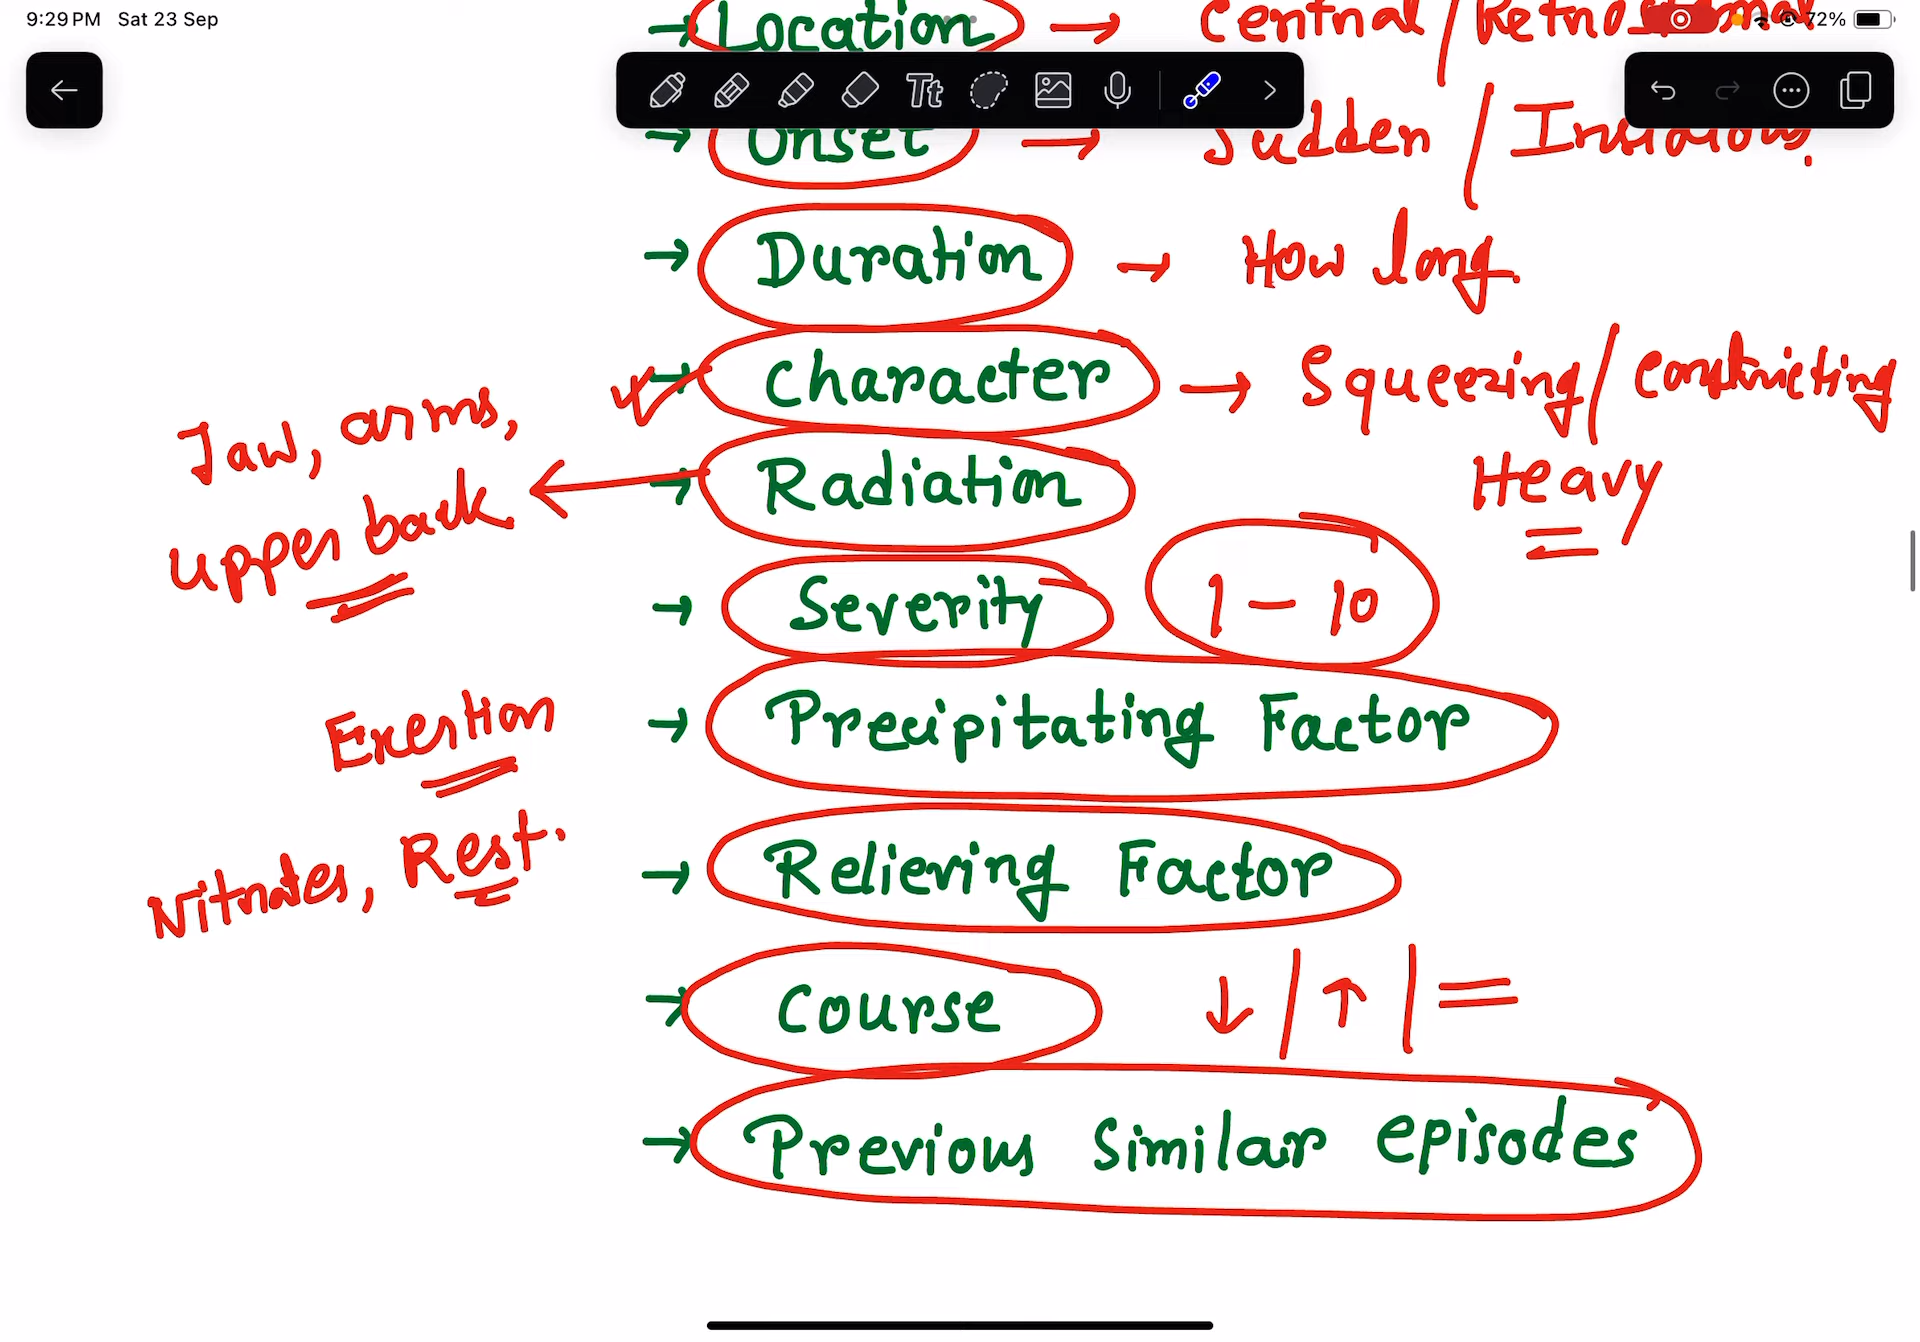 9:29 PM Sat 23 Sep 72%
→ Location → Central / Retrosternal
Tt
→ Onset → Sudden / Insidious.
→ Duration → How long.
→ Character → Squeezing / constricting
Heavy
Jaw, arms,
upper back
→ Radiation
→ Severity 1 - 10
Exertion → Precipitating Factor
Nitrates, Rest. → Relieving Factor
→ Course ↓ | ↑ | =
→ Previous Similar episodes